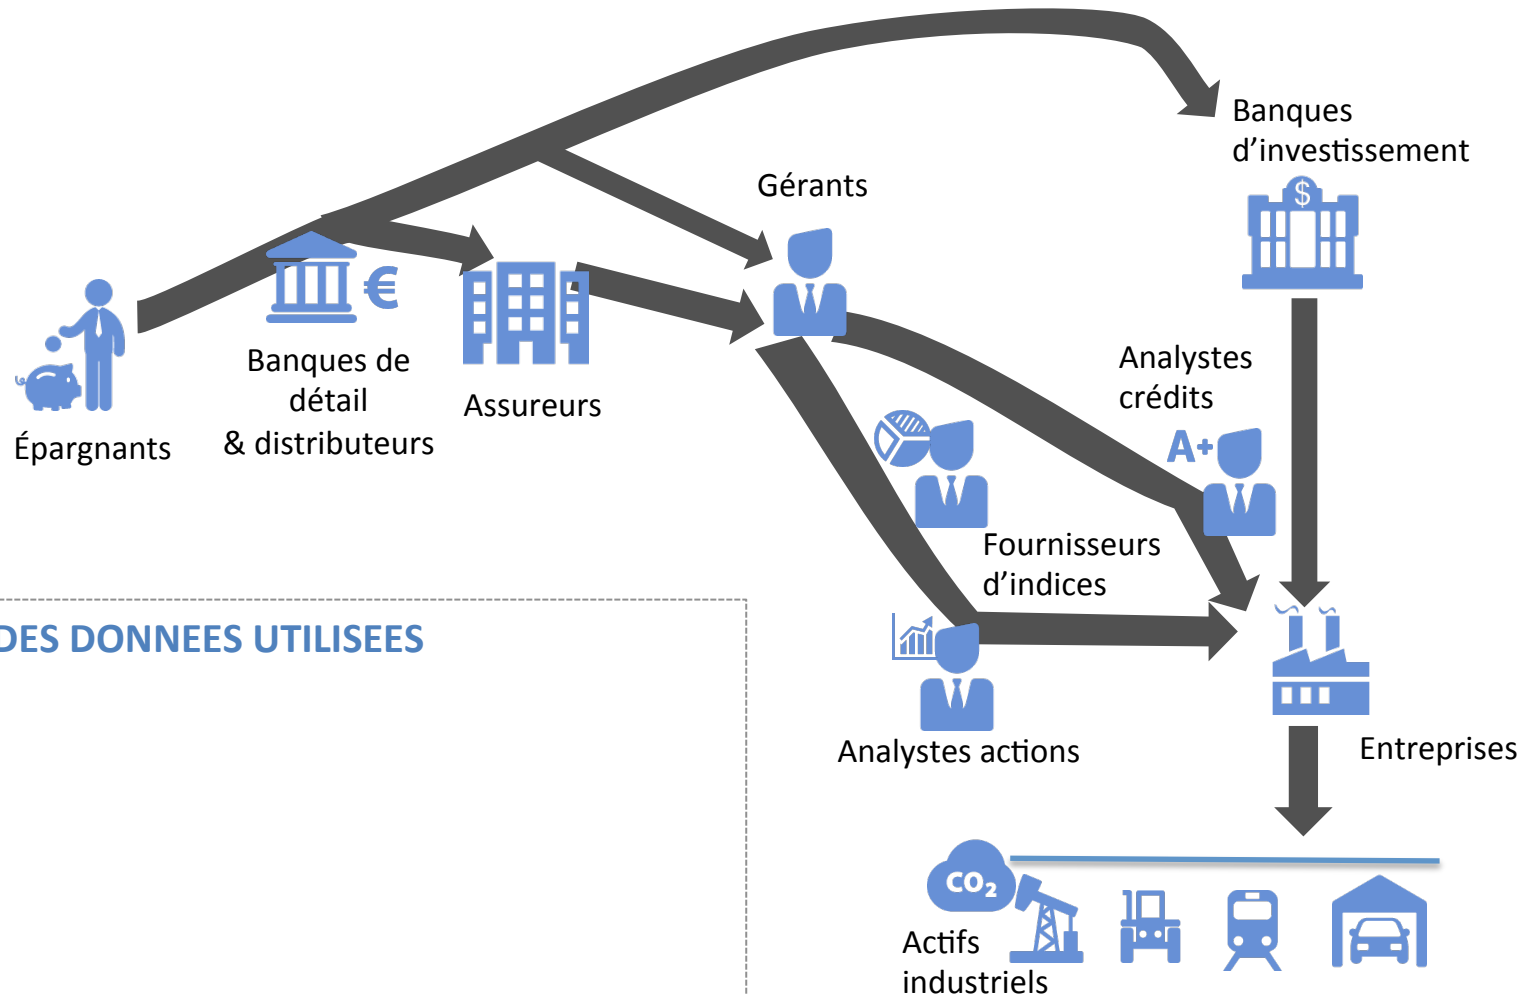 Banques
d'investissement
$
Gérants
€
Banques de
détail
& distributeurs
Assureurs
Épargnants
Analystes
crédits
A+
Fournisseurs
d'indices
DES DONNEES UTILISEES
Analystes actions
Entreprises
CO₂
Actifs
industriels